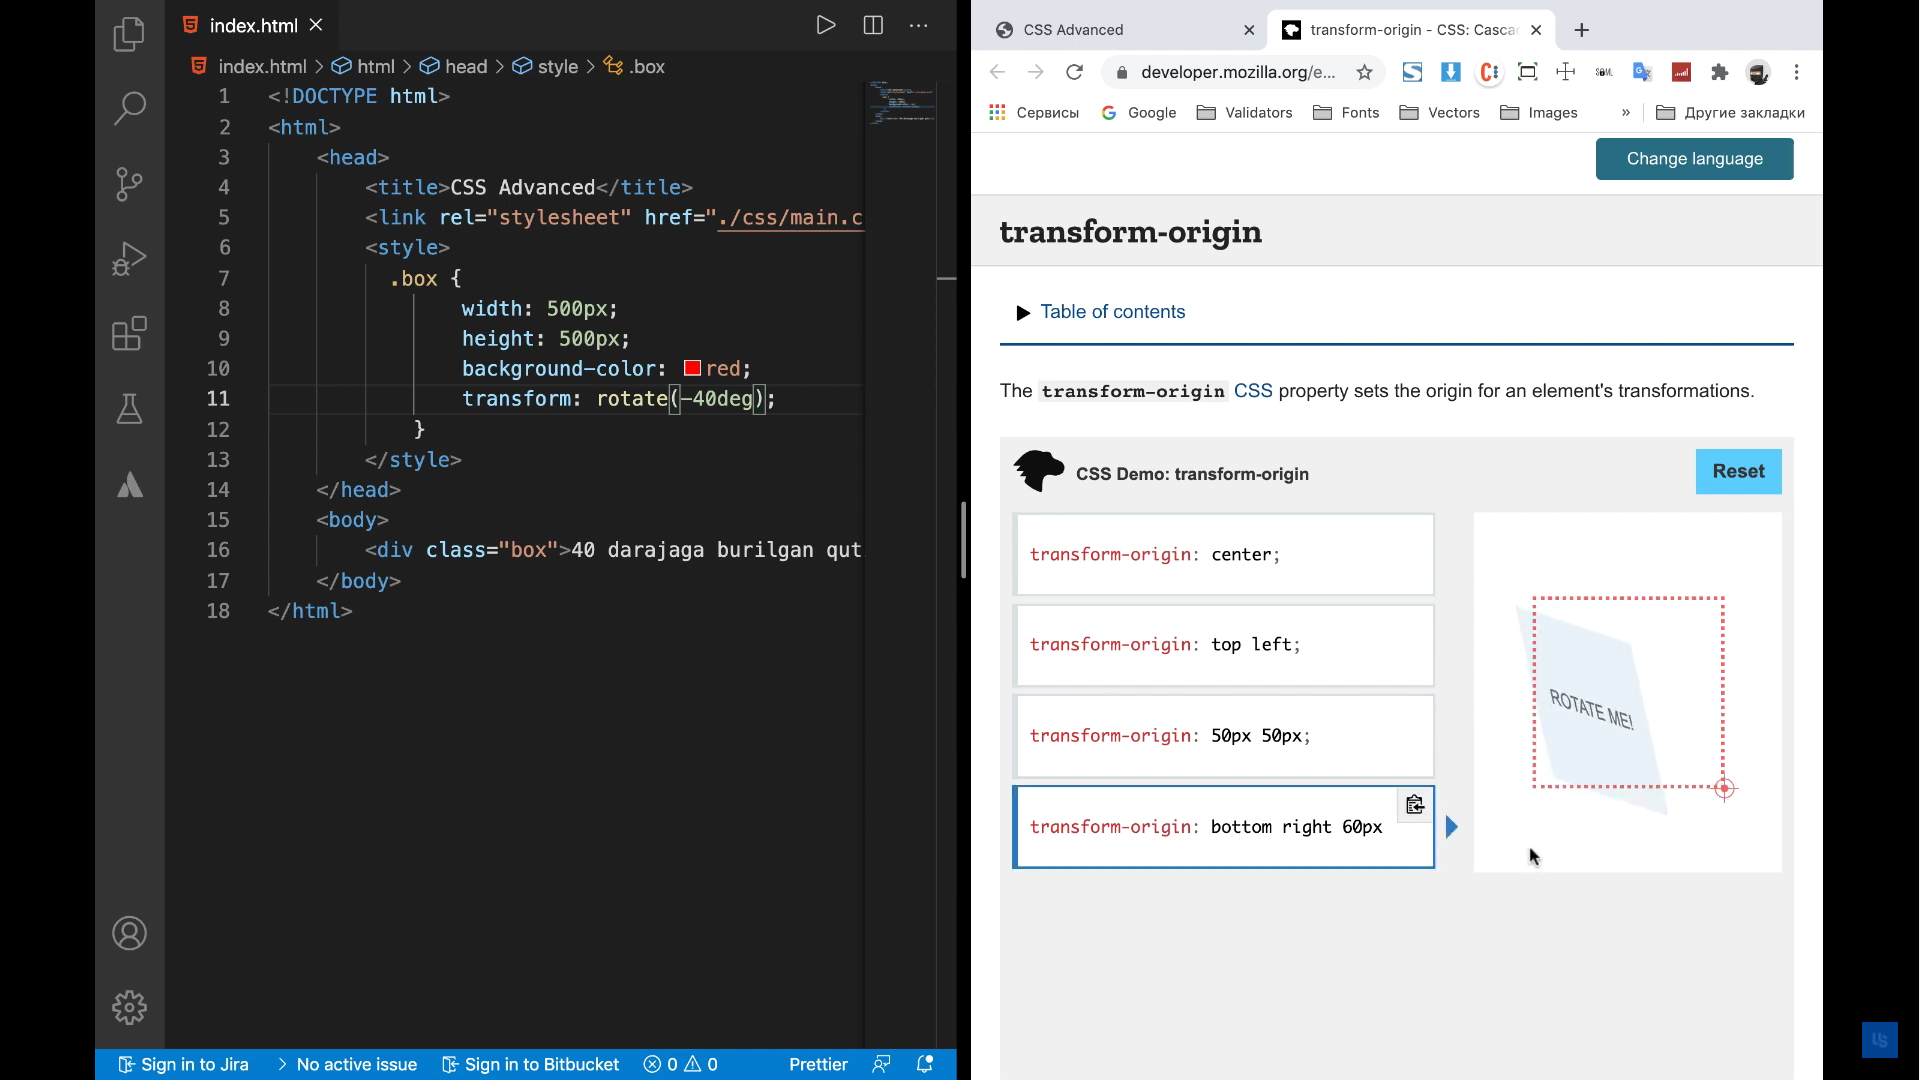 index.html
index.html > html > head > style > .box
1 <!DOCTYPE html>
2 <html>
3 <head>
4 <title>CSS Advanced</title>
5 <link rel="stylesheet" href="./css/main.c
6 <style>
7 .box {
8 width: 500px;
9 height: 500px;
10 background-color: red;
11 transform: rotate(-40deg);
12 }
13 </style>
14 </head>
15 <body>
16 <div class="box">40 darajaga burilgan qut
17 </body>
18 </html>
Sign in to Jira > No active issue Sign in to Bitbucket 0 0 Prettier
CSS Advanced
transform-origin - CSS: Casca
developer.mozilla.org/e...
Сервисы Google Validators Fonts Vectors Images » Другие закладки
Change language
transform-origin
Table of contents
The transform-origin CSS property sets the origin for an element's transformations.
CSS Demo: transform-origin
Reset
transform-origin: center;
transform-origin: top left;
transform-origin: 50px 50px;
transform-origin: bottom right 60px
ROTATE ME!